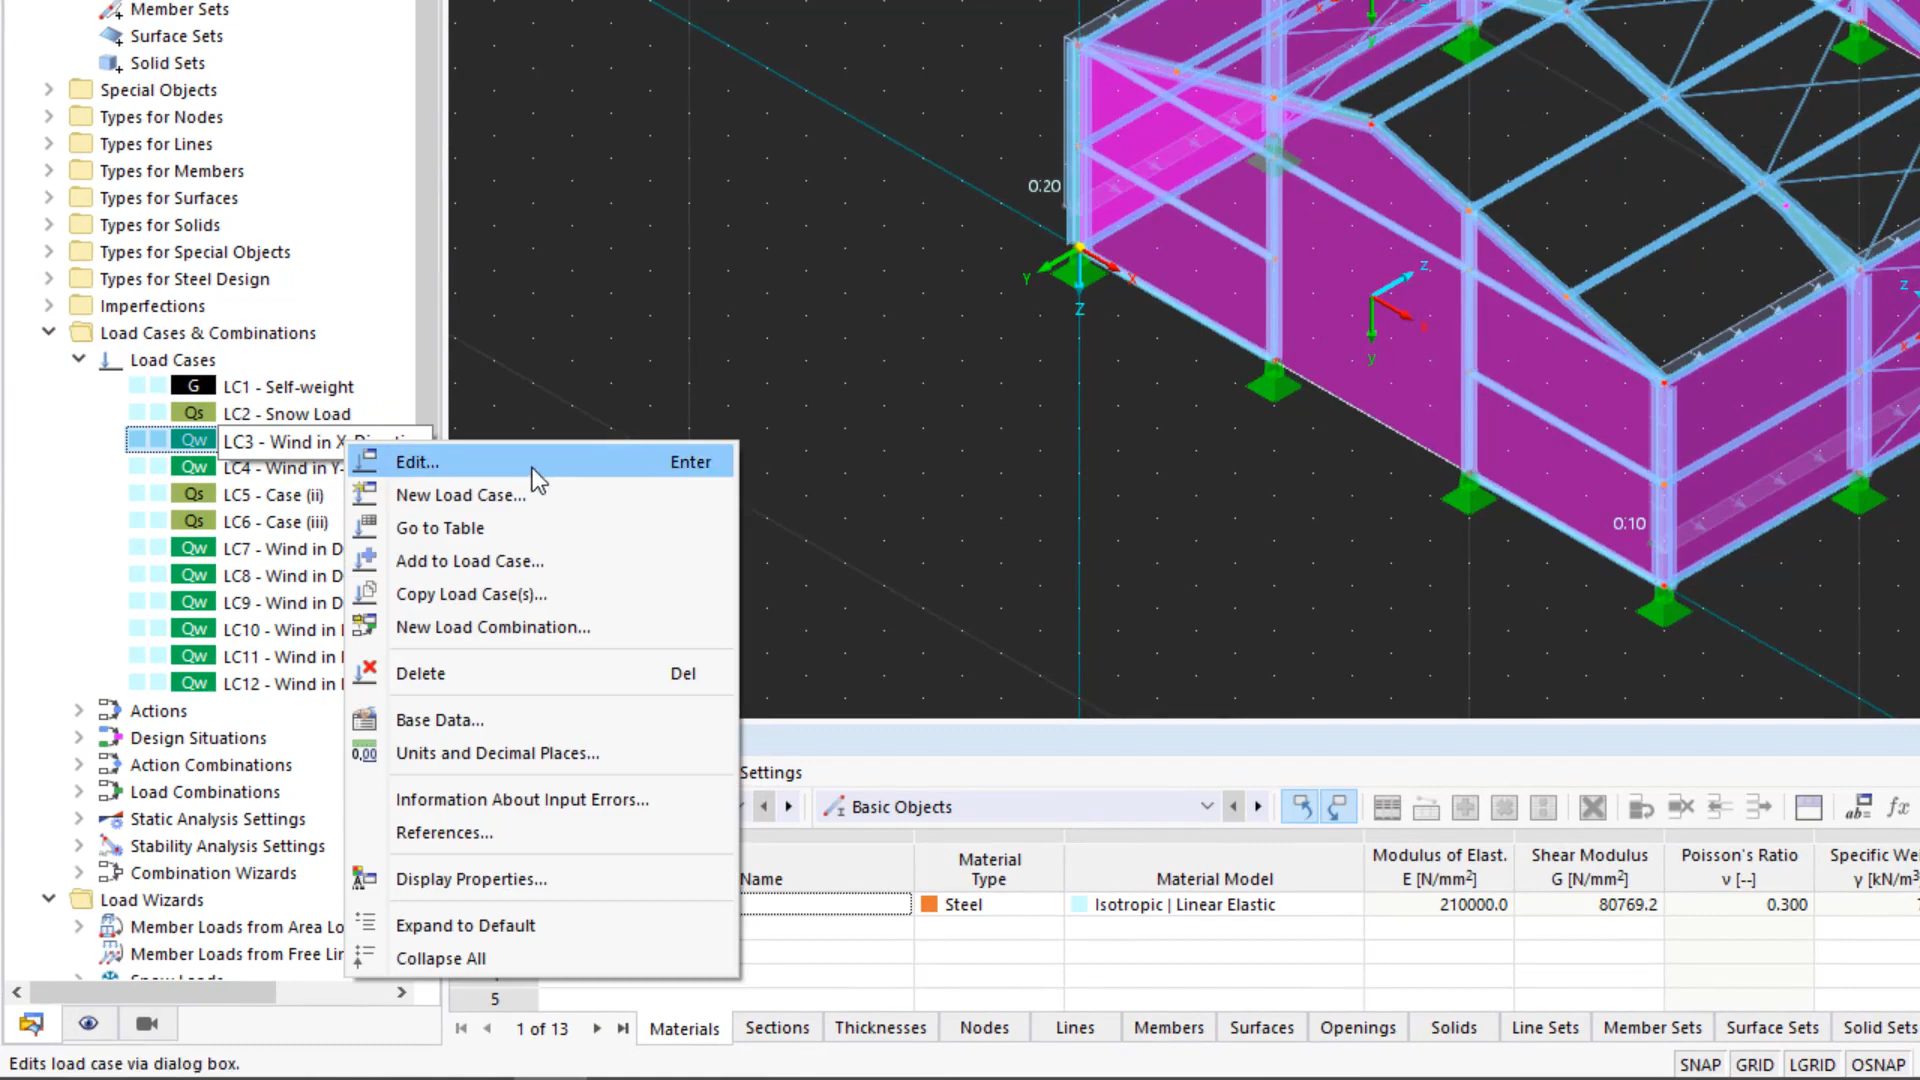 Member Sets
Surface Sets
Solid Sets
Special Objects
Types for Nodes
Types for Lines
Types for Members
Types for Surfaces
Types for Solids
Types for Special Objects
Types for Steel Design
Imperfections
Load Cases & Combinations
Load Cases
G LC1 - Self-weight
Qs LC2 - Snow Load
Qw LC3 - Wind in X-Directi
Qw LC4 - Wind in Y-
Qs LC5 - Case (ii)
Qs LC6 - Case (iii)
Qw LC7 - Wind in D
Qw LC8 - Wind in D
Qw LC9 - Wind in D
Qw LC10 - Wind in
Qw LC11 - Wind in
Qw LC12 - Wind in
Actions
Design Situations
Action Combinations
Load Combinations
Static Analysis Settings
Stability Analysis Settings
Combination Wizards
Load Wizards
Member Loads from Area Lo
Member Loads from Free Li
Edit... Enter
New Load Case...
Go to Table
Add to Load Case...
Copy Load Case(s)...
New Load Combination...
Delete Del
Base Data...
0,00 Units and Decimal Places...
Information About Input Errors...
References...
Display Properties...
Expand to Default
Collapse All
0.20
Y X
Z
z
x
y
z
0.10
Settings
Basic Objects
Name
Material Type
Material Model
Modulus of Elast. E [N/mm²]
Shear Modulus G [N/mm²]
Poisson's Ratio ν [--]
Specific Wei γ [kN/m³
Steel Isotropic | Linear Elastic 210000.0 80769.2 0.300
5
1 of 13 Materials Sections Thicknesses Nodes Lines Members Surfaces Openings Solids Line Sets Member Sets Surface Sets Solid Sets
Edits load case via dialog box.
SNAP GRID LGRID OSNAP